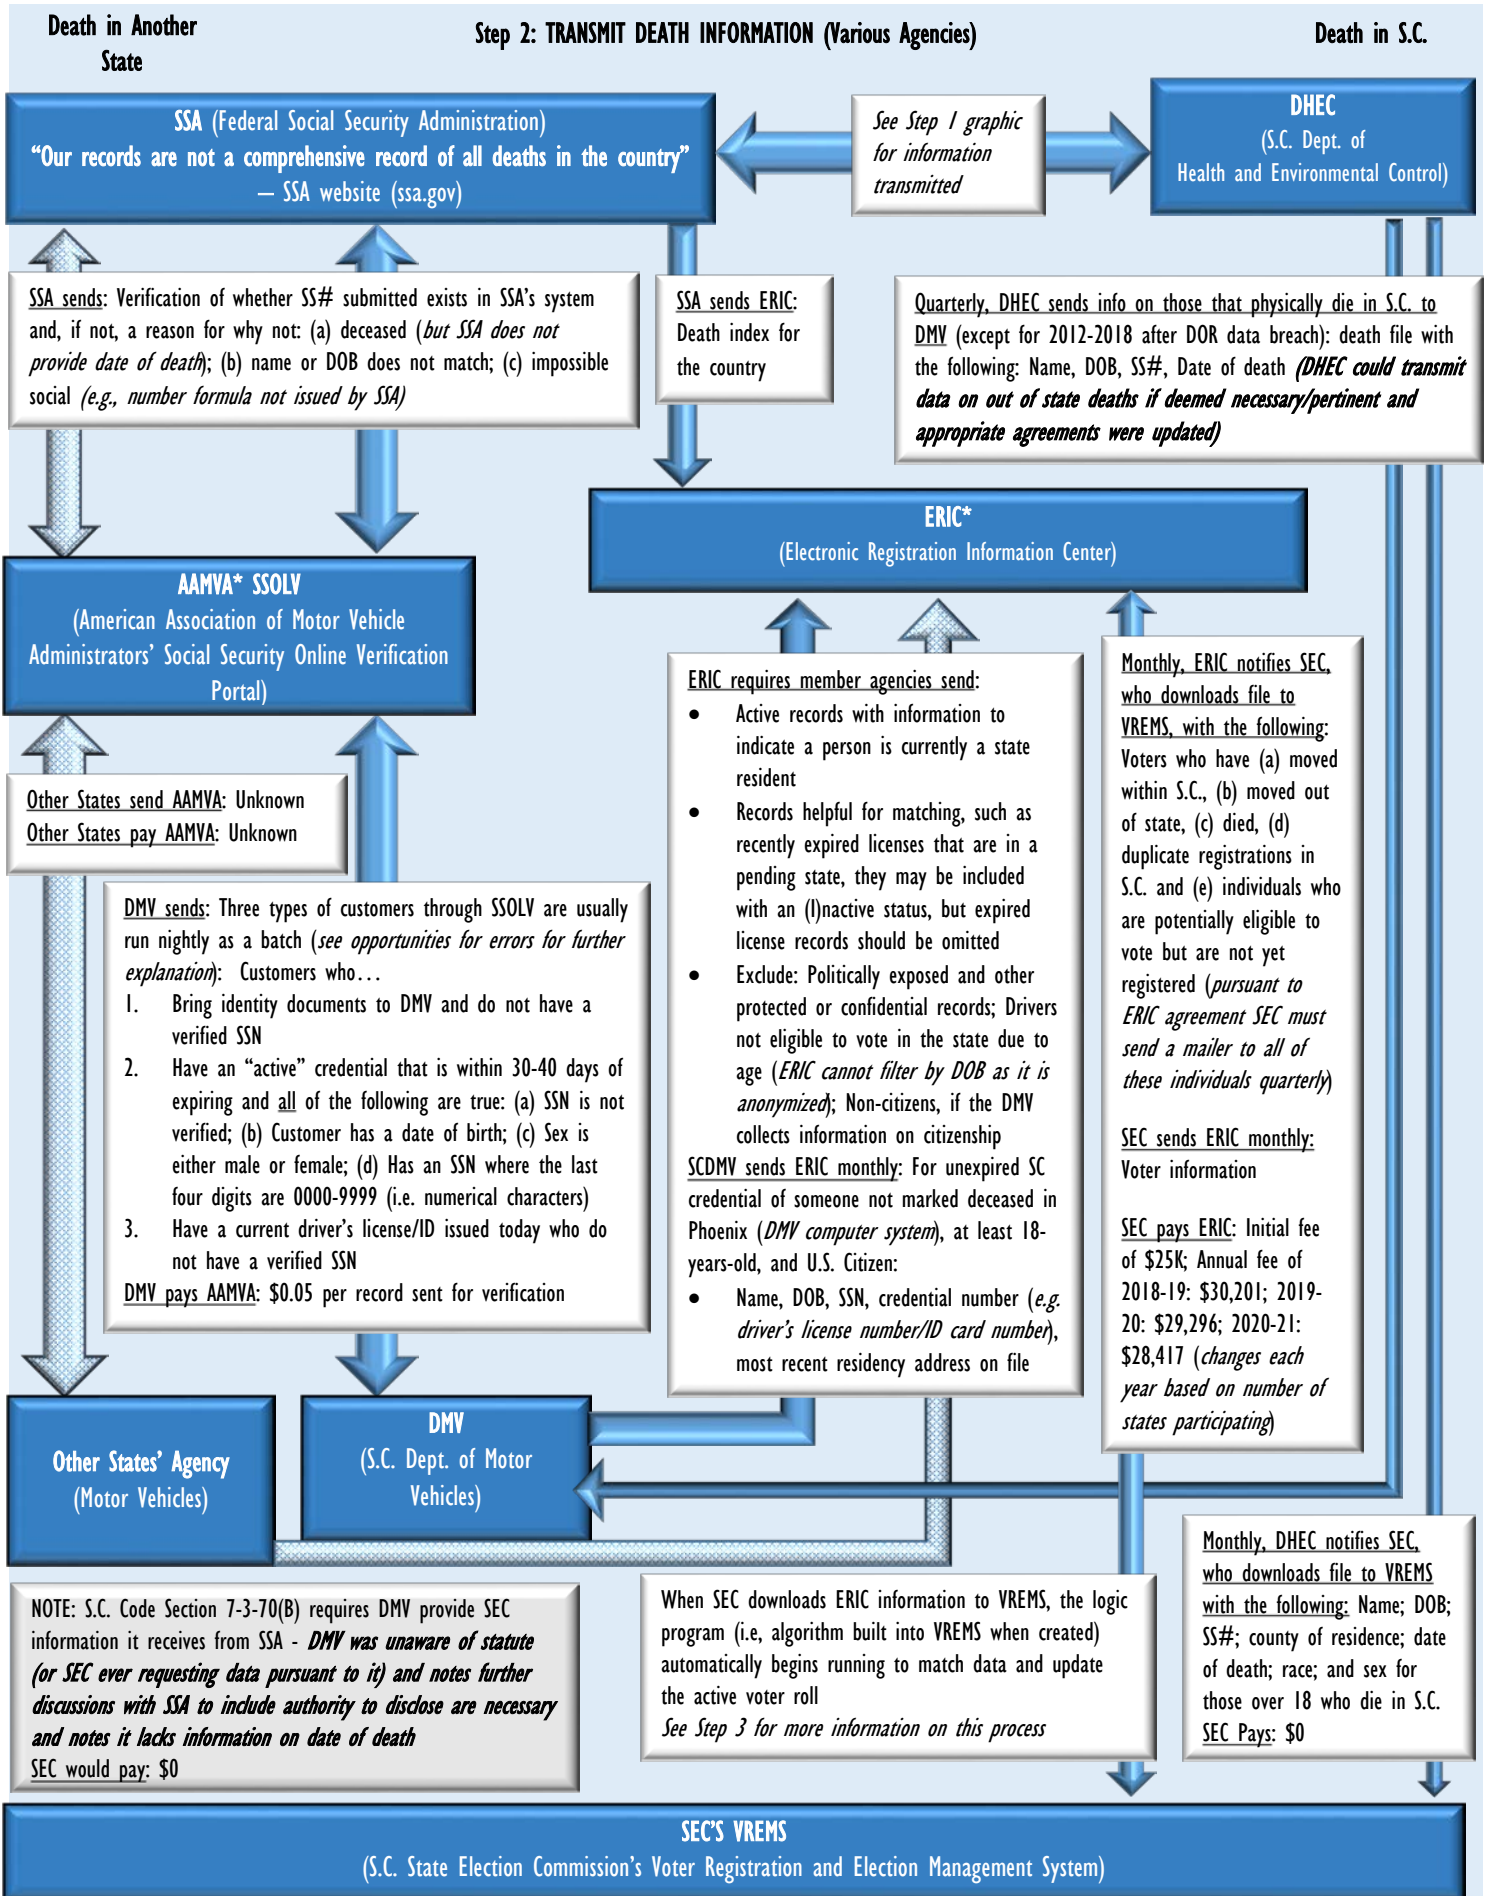 Death in Another
State
Step 2: TRANSMIT DEATH INFORMATION (Various Agencies)
Death in S.C.
SSA (Federal Social Security Administration)
“Our records are not a comprehensive record of all deaths in the country”
– SSA website (ssa.gov)
See Step 1 graphic
for information
transmitted
DHEC
(S.C. Dept. of
Health and Environmental Control)
SSA sends: Verification of whether SS# submitted exists in SSA’s system
and, if not, a reason for why not: (a) deceased (but SSA does not
provide date of death); (b) name or DOB does not match; (c) impossible
social (e.g., number formula not issued by SSA)
SSA sends ERIC:
Death index for
the country
Quarterly, DHEC sends info on those that physically die in S.C. to
DMV (except for 2012-2018 after DOR data breach): death file with
the following: Name, DOB, SS#, Date of death (DHEC could transmit
data on out of state deaths if deemed necessary/pertinent and
appropriate agreements were updated)
ERIC*
(Electronic Registration Information Center)
AAMVA* SSOLV
(American Association of Motor Vehicle
Administrators’ Social Security Online Verification
Portal)
Other States send AAMVA: Unknown
Other States pay AAMVA: Unknown
DMV sends: Three types of customers through SSOLV are usually
run nightly as a batch (see opportunities for errors for further
explanation): Customers who…
1. Bring identity documents to DMV and do not have a
verified SSN
2. Have an “active” credential that is within 30-40 days of
expiring and all of the following are true: (a) SSN is not
verified; (b) Customer has a date of birth; (c) Sex is
either male or female; (d) Has an SSN where the last
four digits are 0000-9999 (i.e. numerical characters)
3. Have a current driver’s license/ID issued today who do
not have a verified SSN
DMV pays AAMVA: $0.05 per record sent for verification
ERIC requires member agencies send:
• Active records with information to
indicate a person is currently a state
resident
• Records helpful for matching, such as
recently expired licenses that are in a
pending state, they may be included
with an (I)nactive status, but expired
license records should be omitted
• Exclude: Politically exposed and other
protected or confidential records; Drivers
not eligible to vote in the state due to
age (ERIC cannot filter by DOB as it is
anonymized); Non-citizens, if the DMV
collects information on citizenship
SCDMV sends ERIC monthly: For unexpired SC
credential of someone not marked deceased in
Phoenix (DMV computer system), at least 18-
years-old, and U.S. Citizen:
• Name, DOB, SSN, credential number (e.g.
driver’s license number/ID card number),
most recent residency address on file
Monthly, ERIC notifies SEC,
who downloads file to
VREMS, with the following:
Voters who have (a) moved
within S.C., (b) moved out
of state, (c) died, (d)
duplicate registrations in
S.C. and (e) individuals who
are potentially eligible to
vote but are not yet
registered (pursuant to
ERIC agreement SEC must
send a mailer to all of
these individuals quarterly)
SEC sends ERIC monthly:
Voter information
SEC pays ERIC: Initial fee
of $25K; Annual fee of
2018-19: $30,201; 2019-
20: $29,296; 2020-21:
$28,417 (changes each
year based on number of
states participating)
Other States’ Agency
(Motor Vehicles)
DMV
(S.C. Dept. of Motor
Vehicles)
NOTE: S.C. Code Section 7-3-70(B) requires DMV provide SEC
information it receives from SSA - DMV was unaware of statute
(or SEC ever requesting data pursuant to it) and notes further
discussions with SSA to include authority to disclose are necessary
and notes it lacks information on date of death
SEC would pay: $0
When SEC downloads ERIC information to VREMS, the logic
program (i.e, algorithm built into VREMS when created)
automatically begins running to match data and update
the active voter roll
See Step 3 for more information on this process
Monthly, DHEC notifies SEC,
who downloads file to VREMS
with the following: Name; DOB;
SS#; county of residence; date
of death; race; and sex for
those over 18 who die in S.C.
SEC Pays: $0
SEC’S VREMS
(S.C. State Election Commission’s Voter Registration and Election Management System)